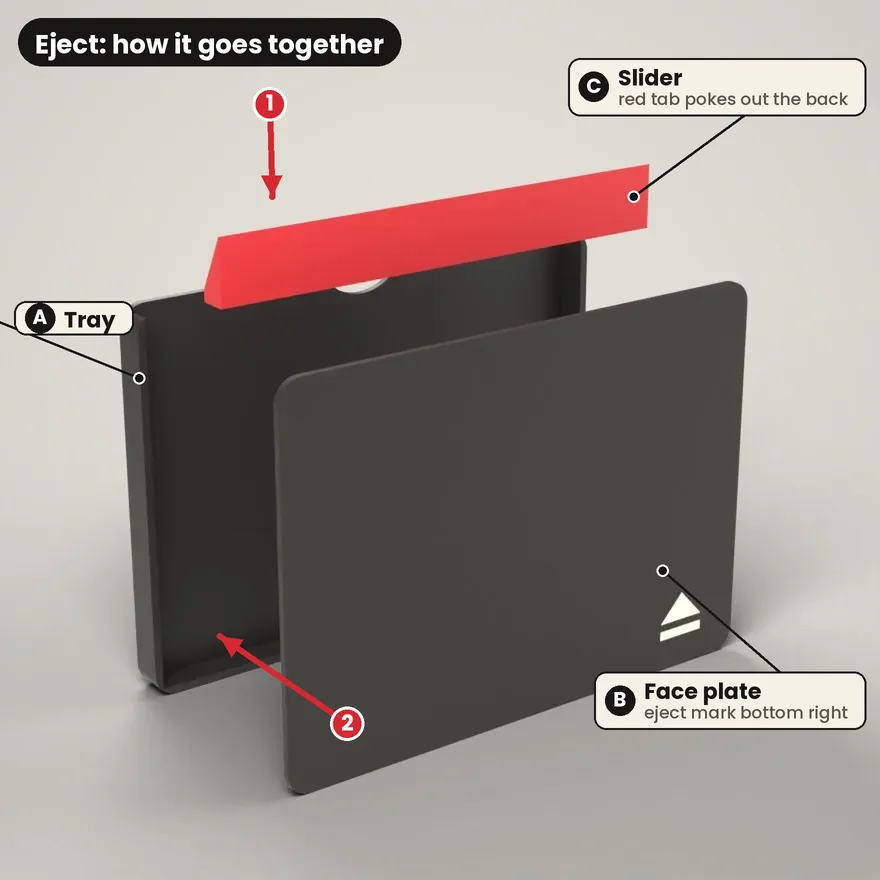 Eject: how it goes together
1
C
Slider
red tab pokes out the back
A Tray
B
Face plate
eject mark bottom right
2